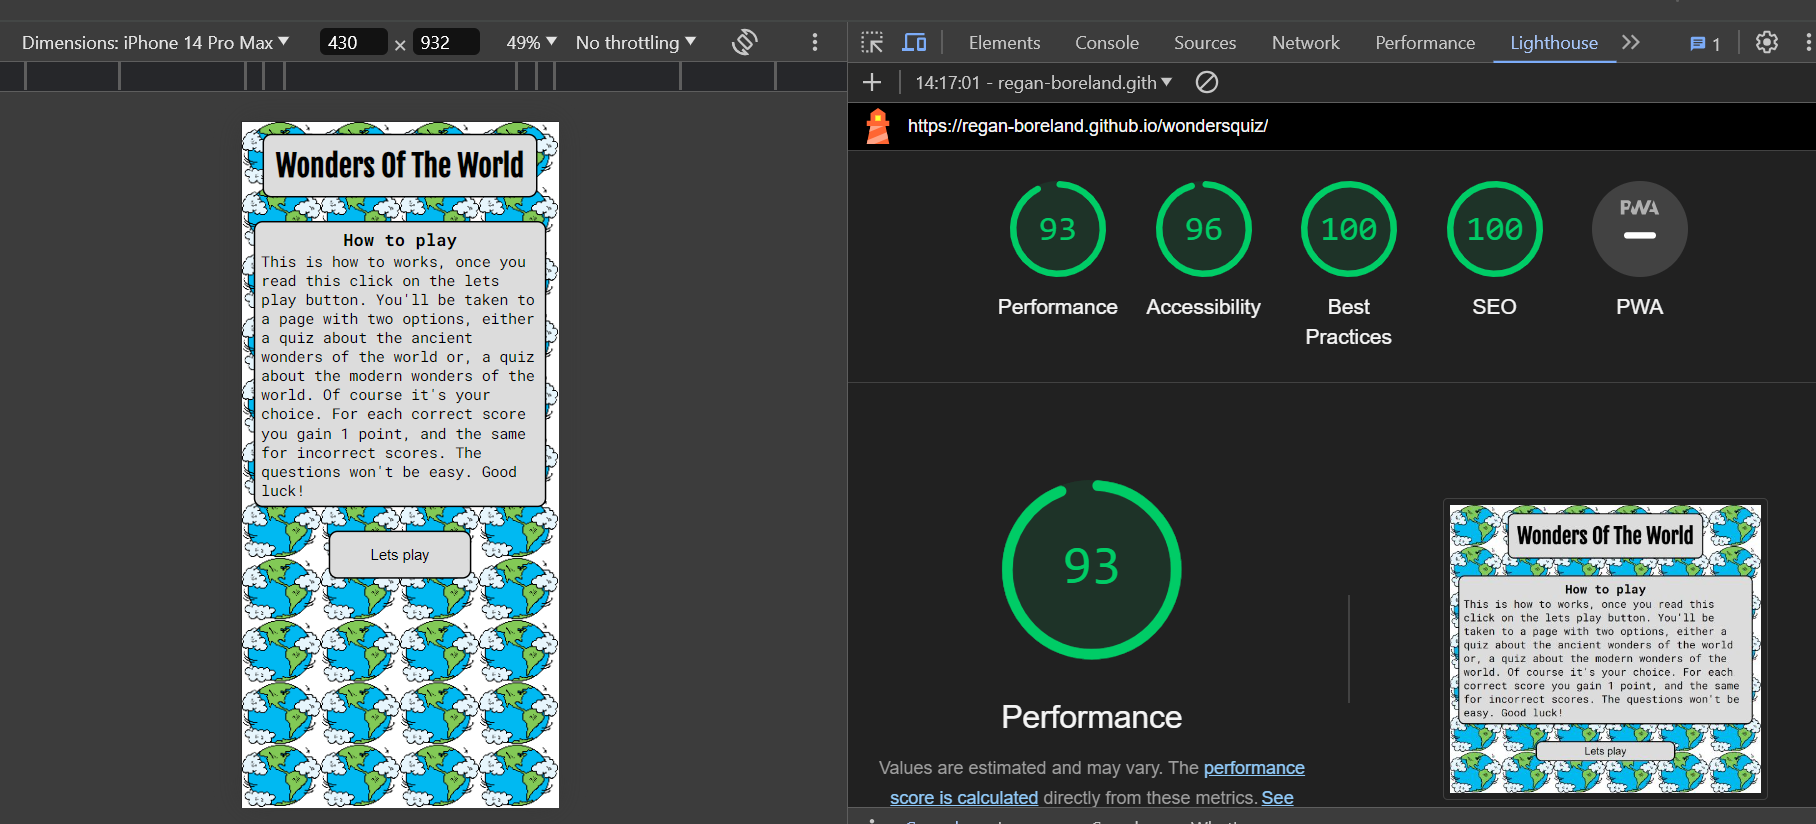 Dimensions: iPhone 14 Pro Max 430 × 932 49% No throttling
Elements Console Sources Network Performance Lighthouse 1
14:17:01 - regan-boreland.gith
https://regan-boreland.github.io/wondersquiz/
Wonders Of The World
How to play
This is how to works, once you
read this click on the lets
play button. You'll be taken to
a page with two options, either
a quiz about the ancient
wonders of the world or, a quiz
about the modern wonders of the
world. Of course it's your
choice. For each correct score
you gain 1 point, and the same
for incorrect scores. The
questions won't be easy. Good
luck!
Lets play
93 96 100 100 PWA
Performance Accessibility Best Practices SEO PWA
93
Performance
Values are estimated and may vary. The performance
score is calculated directly from these metrics. See
Wonders Of The World
How to play
This is how to works, once you read this
click on the lets play button. You'll be
taken to a page with two options, either a
quiz about the ancient wonders of the world
or, a quiz about the modern wonders of the
world. Of course it's your choice. For each
correct score you gain 1 point, and the same
for incorrect scores. The questions won't be
easy. Good luck!
Lets play